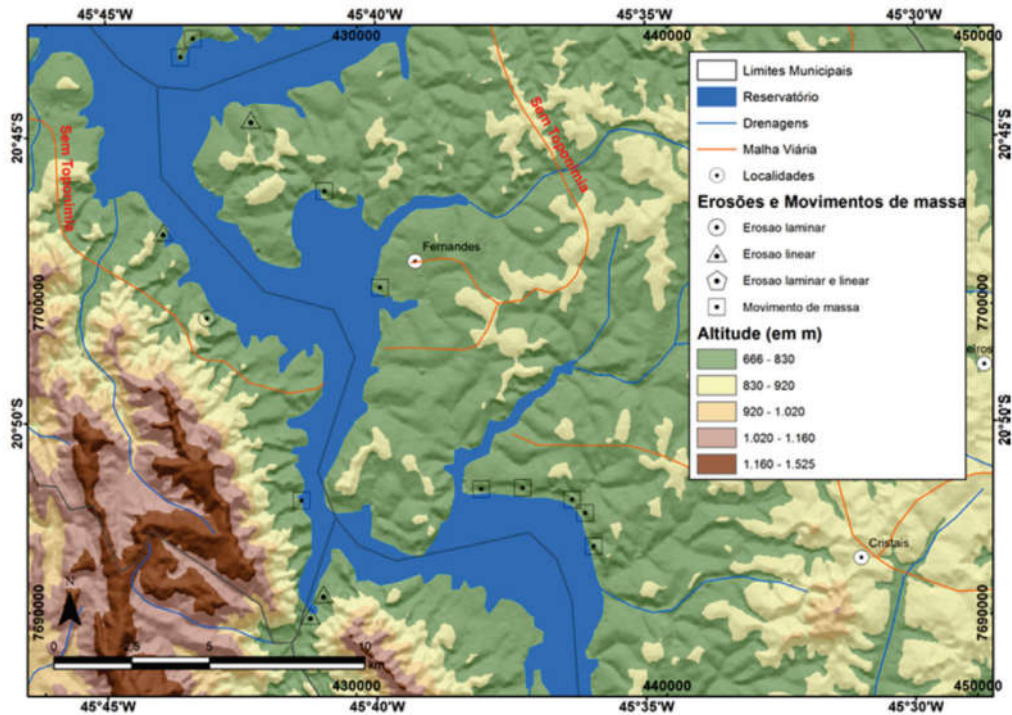 45°45'W 45°40'W 45°35'W 45°30'W
430000 440000 450000
20°45'S
20°45'S
Sem Toponimia
Sem Toponimia
Limites Municipais
Reservatório
Drenagens
Malha Viária
Localidades
Erosões e Movimentos de massa
Erosao laminar
Erosao linear
Erosao laminar e linear
Movimento de massa
Altitude (em m)
666 - 830
830 - 920
920 - 1.020
1.020 - 1.160
1.160 - 1.525
Fernandes
7700000
7700000
eiros
20°50'S
20°50'S
Cristais
7690000
7690000
N
0 2,5 5 10
km
430000 440000 450000
45°45'W 45°40'W 45°35'W 45°30'W